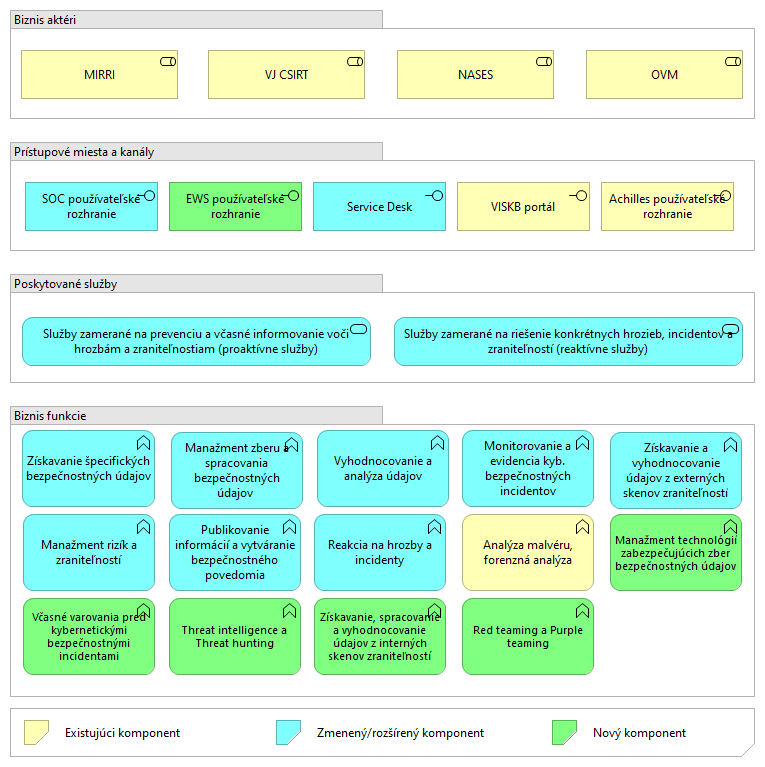 Biznis aktéri
MIRRI
VJ CSIRT
NASES
OVM
Prístupové miesta a kanály
SOC používateľské
rozhranie
EWS používateľské
rozhranie
Service Desk
VISKB portál
Achilles používateľské
rozhranie
Poskytované služby
Služby zamerané na prevenciu a včasné informovanie voči
hrozbám a zraniteľnostiam (proaktívne služby)
Služby zamerané na riešenie konkrétnych hrozieb, incidentov a
zraniteľností (reaktívne služby)
Biznis funkcie
Získavanie špecifických
bezpečnostných údajov
Manažment zberu a
spracovania
bezpečnostných
údajov
Vyhodnocovanie a
analýza údajov
Monitorovanie a
evidencia kyb.
bezpečnostných
incidentov
Získavanie a
vyhodnocovanie
údajov z externých
skenov zraniteľností
Manažment rizík a
zraniteľností
Publikovanie
informácií a vytváranie
bezpečnostného
povedomia
Reakcia na hrozby a
incidenty
Analýza malvéru,
forenzná analýza
Manažment technológií
zabezpečujúcich zber
bezpečnostných údajov
Včasné varovania pred
kybernetickými
bezpečnostnými
incidentami
Threat intelligence a
Threat hunting
Získavanie, spracovanie
a vyhodnocovanie
údajov z interných
skenov zraniteľností
Red teaming a Purple
teaming
Existujúci komponent
Zmenený/rozšírený komponent
Nový komponent